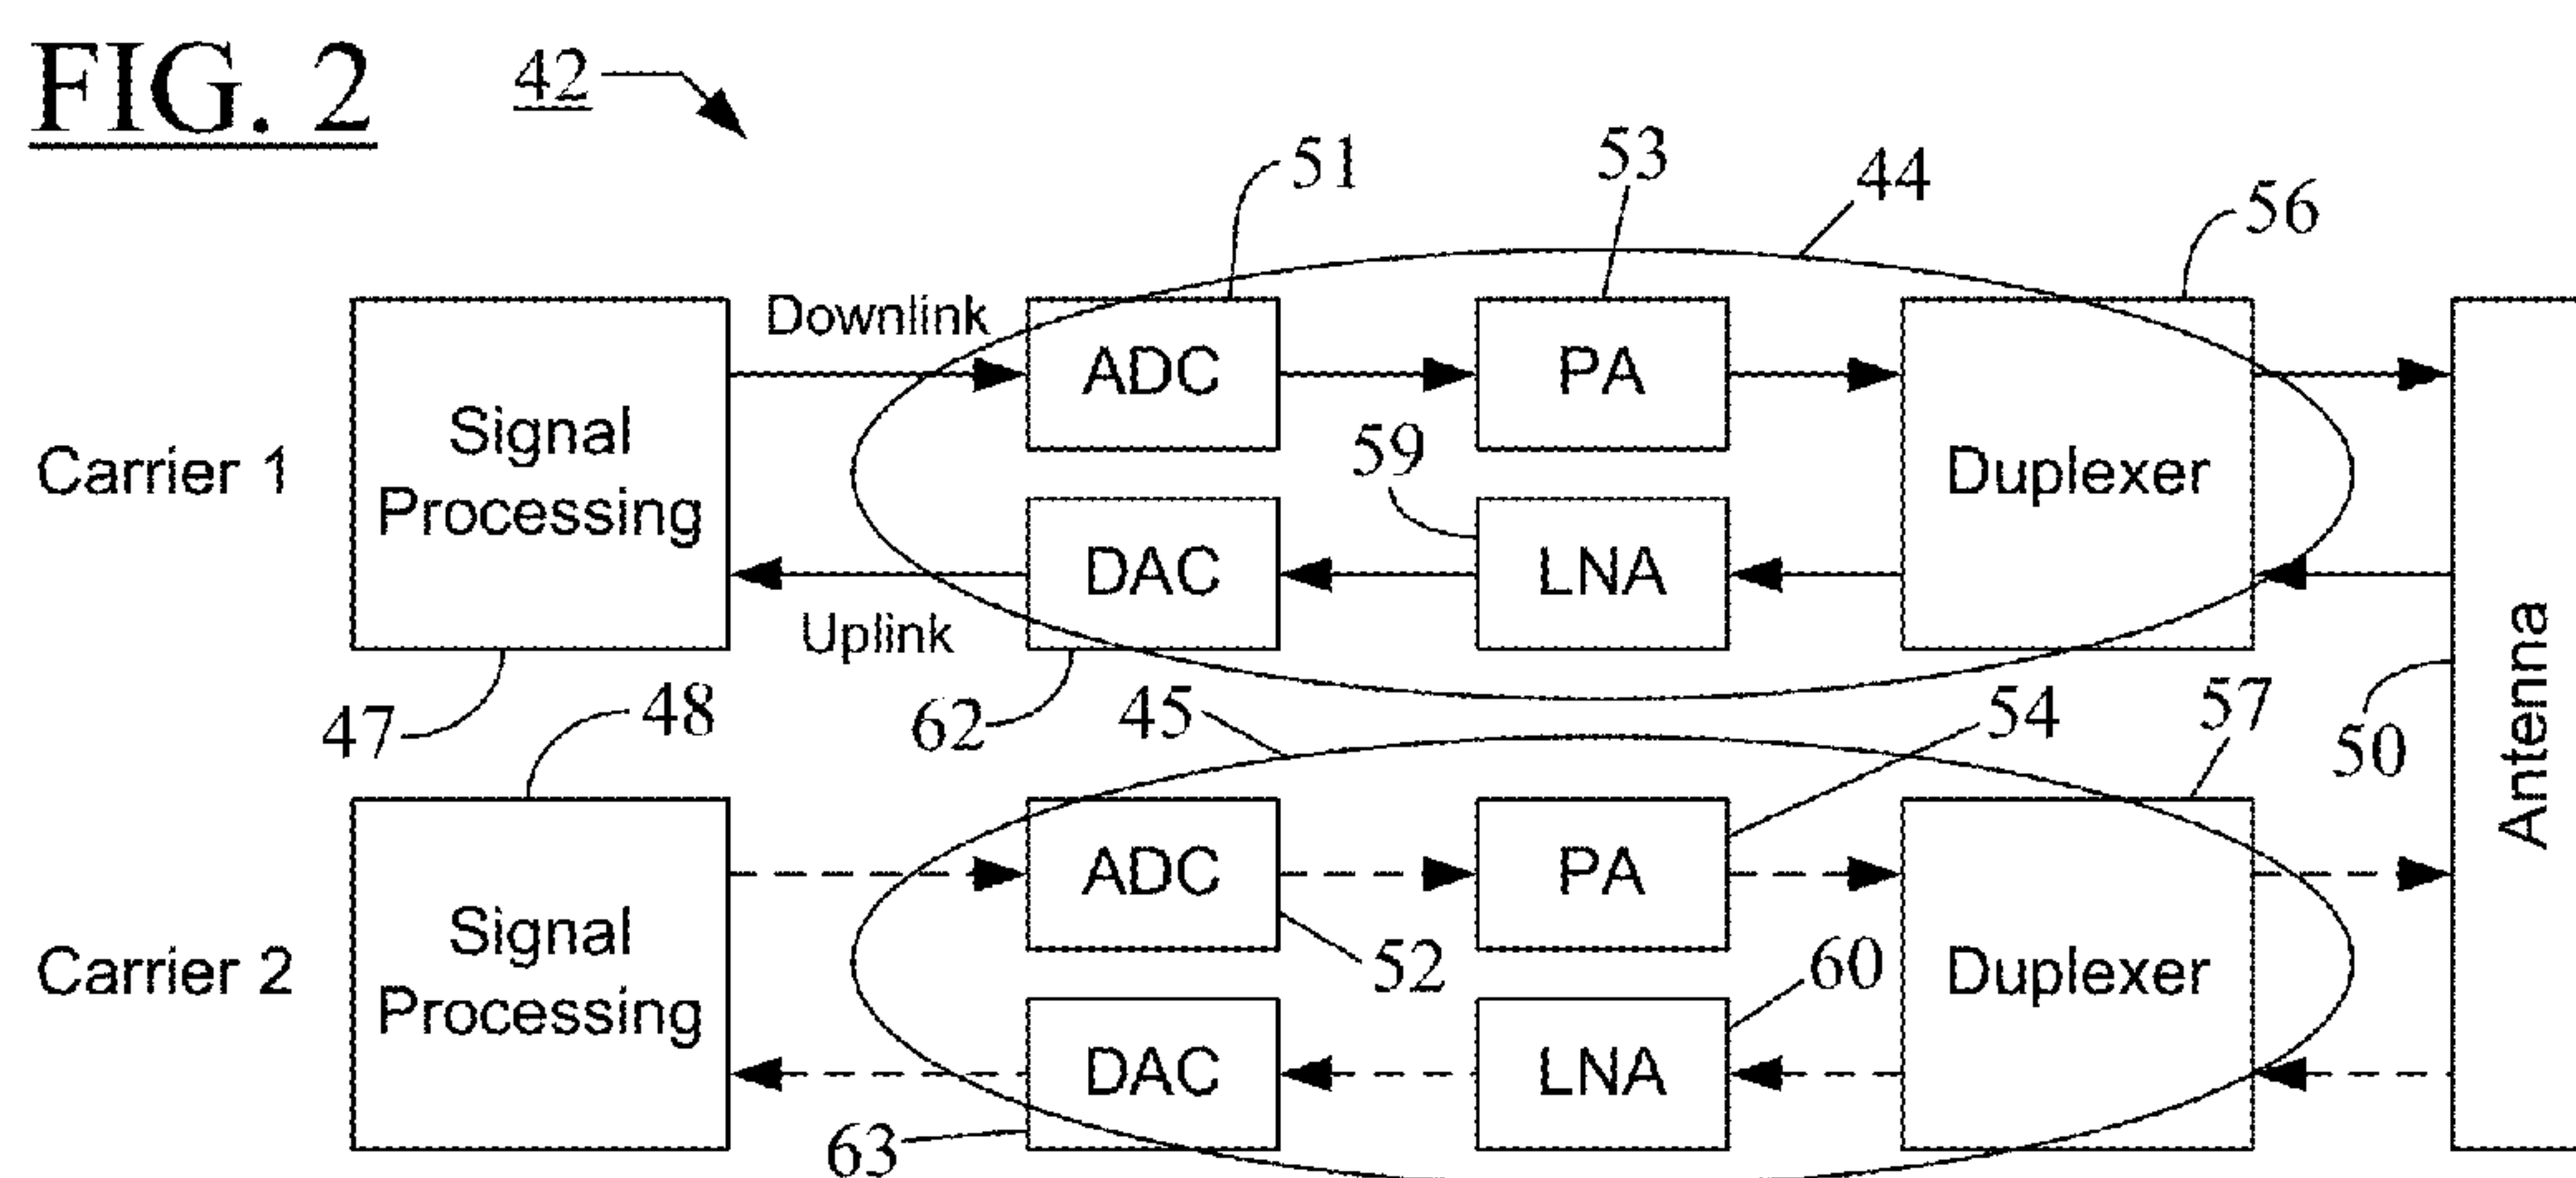 FIG. 2
42
51
53
44
56
Downlink
ADC
PA
59
Carrier 1
Signal
Processing
Duplexer
DAC
LNA
Uplink
Antenna
47
48
62
45
54
57
50
ADC
PA
Carrier 2
Signal
Processing
52
60
Duplexer
DAC
LNA
63